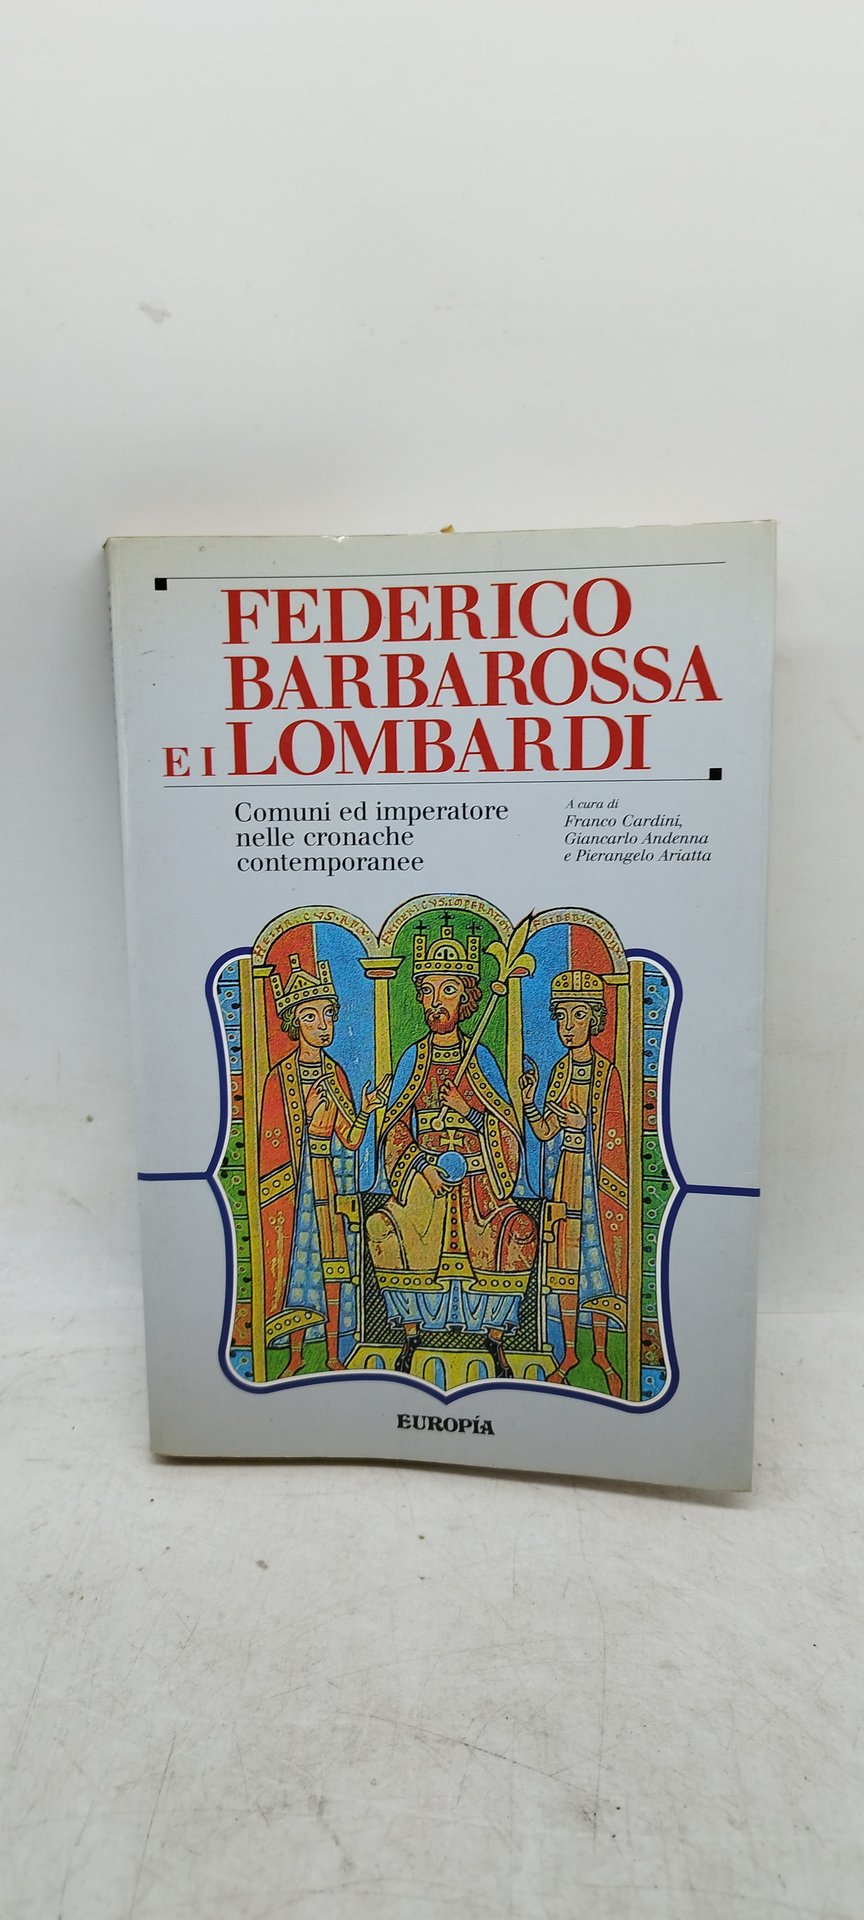 FEDERICO
BARBAROSSA
E I LOMBARDI
Comuni ed imperatore
nelle cronache
contemporanee
A cura di
Franco Cardini,
Giancarlo Andenna
e Pierangelo Ariatta
EUROPÍA